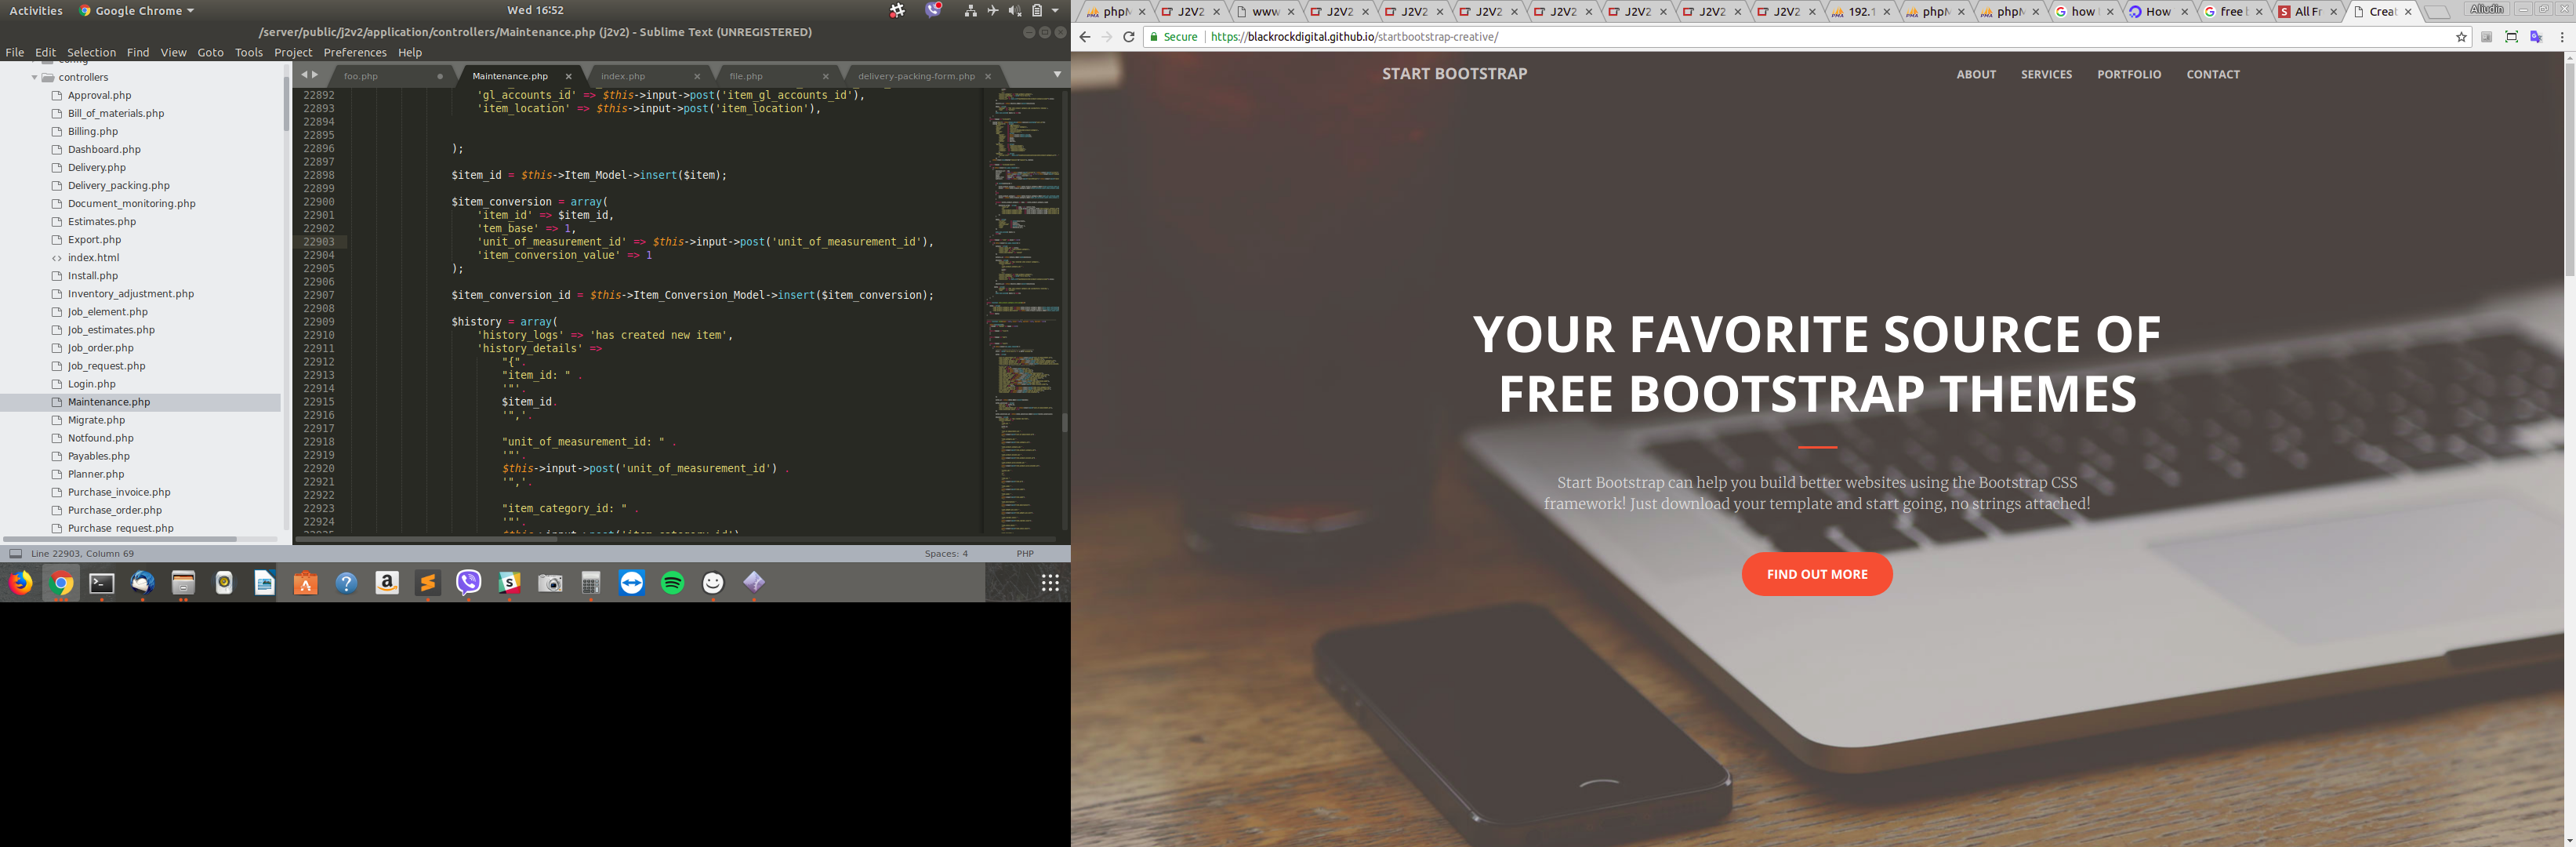 Activities
Google Chrome
Wed 16:52
/server/public/j2v2/application/controllers/Maintenance.php (j2v2) - Sublime Text (UNREGISTERED)
File Edit Selection Find View Goto Tools Project Preferences Help
config
controllers
Approval.php
Bill_of_materials.php
Billing.php
Dashboard.php
Delivery.php
Delivery_packing.php
Document_monitoring.php
Estimates.php
Export.php
index.html
Install.php
Inventory_adjustment.php
Job_element.php
Job_estimates.php
Job_order.php
Job_request.php
Login.php
Maintenance.php
Migrate.php
Notfound.php
Payables.php
Planner.php
Purchase_invoice.php
Purchase_order.php
Purchase_request.php
foo.php
Maintenance.php
index.php
file.php
delivery-packing-form.php
22892 'gl_accounts_id' => $this->input->post('item_gl_accounts_id'),
22893 'item_location' => $this->input->post('item_location'),
22894
22895
22896 );
22897
22898 $item_id = $this->Item_Model->insert($item);
22899
22900 $item_conversion = array(
22901 'item_id' => $item_id,
22902 'tem_base' => 1,
22903 'unit_of_measurement_id' => $this->input->post('unit_of_measurement_id'),
22904 'item_conversion_value' => 1
22905 );
22906
22907 $item_conversion_id = $this->Item_Conversion_Model->insert($item_conversion);
22908
22909 $history = array(
22910 'history_logs' => 'has created new item',
22911 'history_details' =>
22912 "{".
22913 "item_id: " .
22914 '"'.
22915 $item_id.
22916 '",'.
22917
22918 "unit_of_measurement_id: " .
22919 '"'.
22920 $this->input->post('unit_of_measurement_id') .
22921 '",'.
22922
22923 "item_category_id: " .
22924 '"'.
Line 22903, Column 69
Spaces: 4
PHP
phpM J2V2 www J2V2 J2V2 J2V2 J2V2 J2V2 J2V2 J2V2 192.1 phpM phpM how How free All Fr Creat
Aliudin
Secure https://blackrockdigital.github.io/startbootstrap-creative/
START BOOTSTRAP
ABOUT SERVICES PORTFOLIO CONTACT
YOUR FAVORITE SOURCE OF
FREE BOOTSTRAP THEMES
Start Bootstrap can help you build better websites using the Bootstrap CSS
framework! Just download your template and start going, no strings attached!
FIND OUT MORE